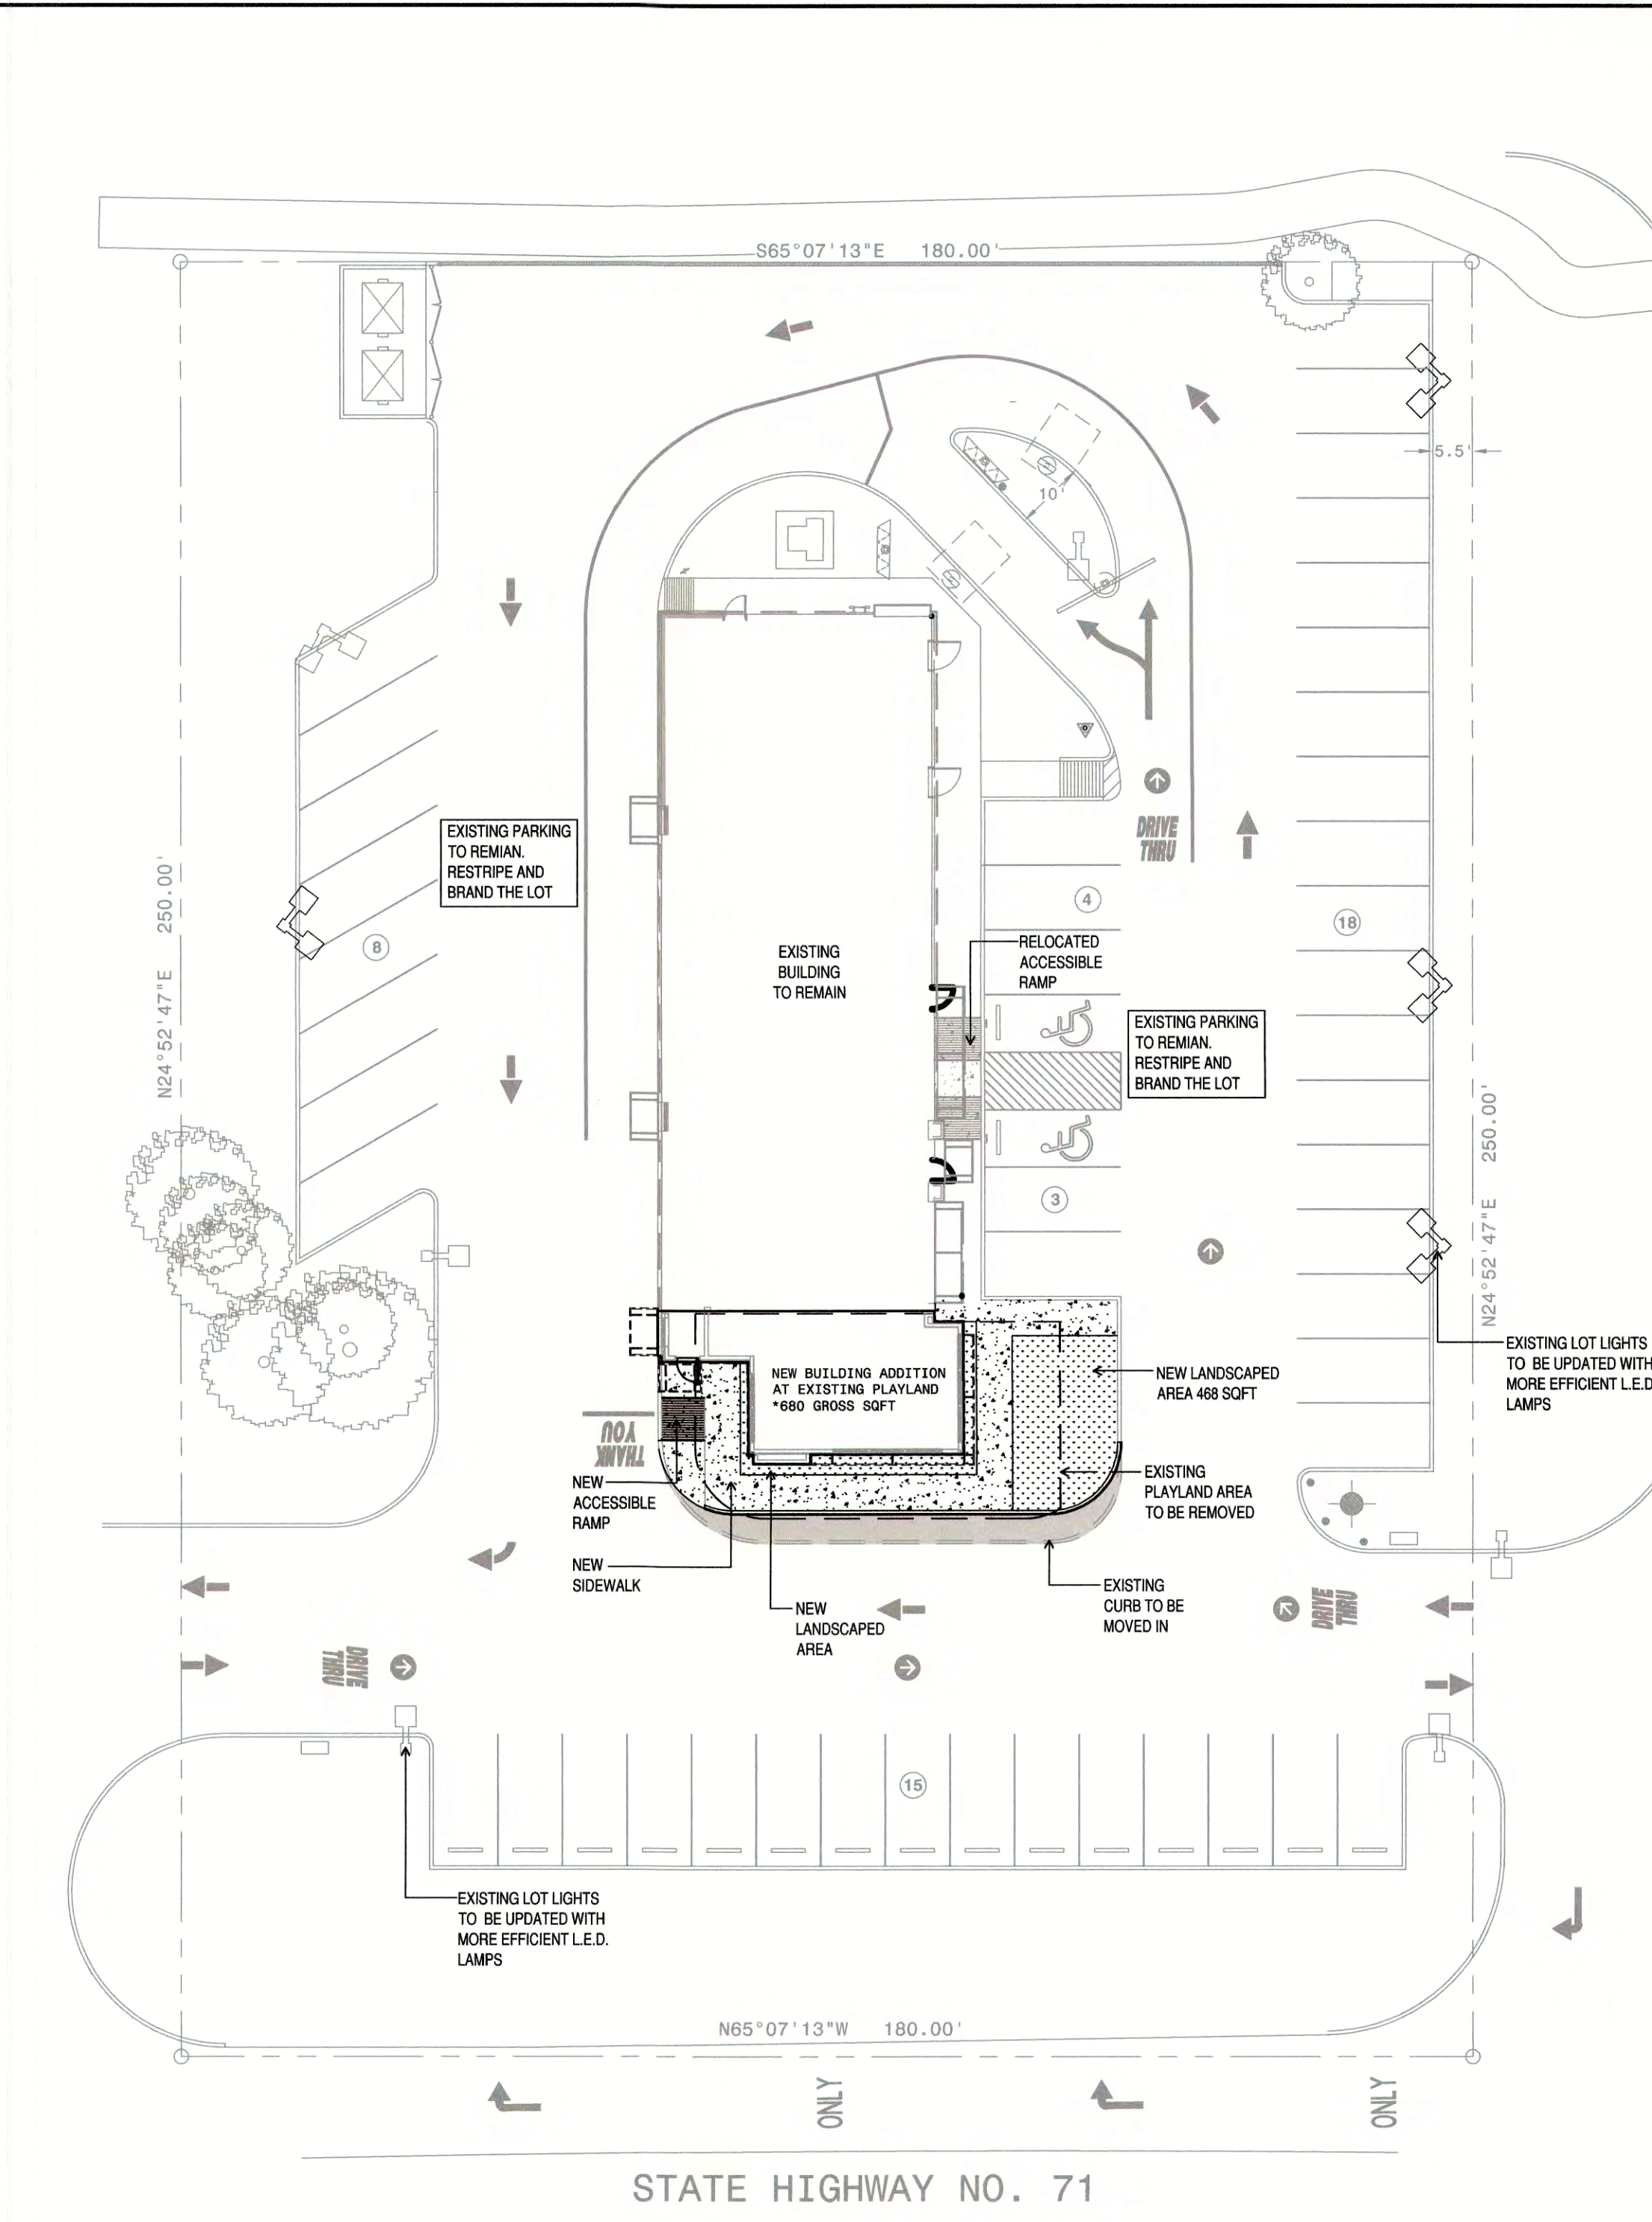 S65°07'13"E 180.00'
5.5'
10'
N24°52'47"E 250.00'
EXISTING PARKING
TO REMIAN.
RESTRIPE AND
BRAND THE LOT
DRIVE
THRU
4
18
8
EXISTING
BUILDING
TO REMAIN
RELOCATED
ACCESSIBLE
RAMP
EXISTING PARKING
TO REMIAN.
RESTRIPE AND
BRAND THE LOT
3
N24°52'47"E 250.00'
EXISTING LOT LIGHTS
TO BE UPDATED WITH
MORE EFFICIENT L.E.D
LAMPS
NEW BUILDING ADDITION
AT EXISTING PLAYLAND
*680 GROSS SQFT
NEW LANDSCAPED
AREA 468 SQFT
THANK
YOU
NEW
ACCESSIBLE
RAMP
EXISTING
PLAYLAND AREA
TO BE REMOVED
NEW
SIDEWALK
NEW
LANDSCAPED
AREA
EXISTING
CURB TO BE
MOVED IN
DRIVE
THRU
DRIVE
THRU
15
EXISTING LOT LIGHTS
TO BE UPDATED WITH
MORE EFFICIENT L.E.D.
LAMPS
N65°07'13"W 180.00'
ONLY
ONLY
STATE HIGHWAY NO. 71